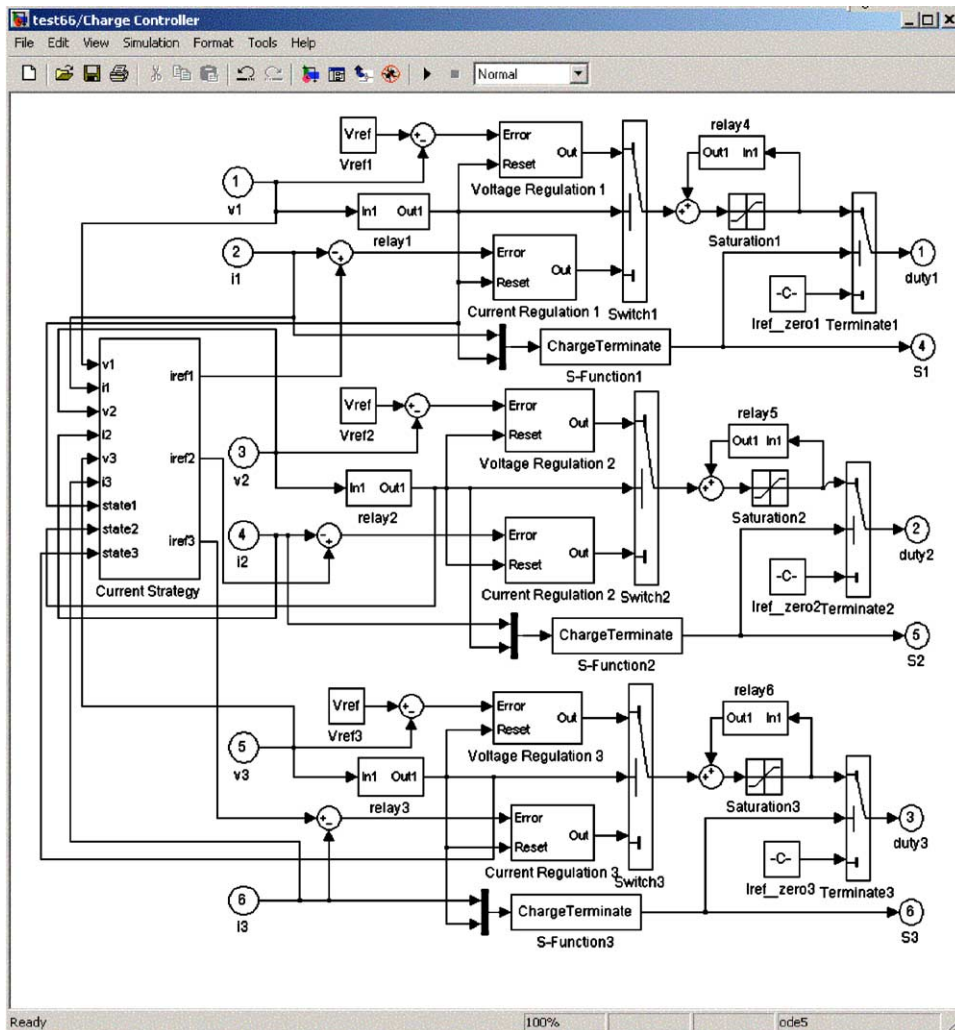 test66/Charge Controller
File Edit View Simulation Format Tools Help
Normal
relay4
Vref
Error
Reset
Out
Out1 In1
Vref1
Voltage Regulation 1
1
v1
In1 Out1
relay1
Saturation1
2
i1
Error
Reset
Out
1
duty1
-C-
Current Regulation 1
Switch1
Iref_zero1
Terminate1
ChargeTerminate
4
S-Function1
S1
v1
i1
v2
i2
v3
i3
state1
state2
state3
iref1
iref2
iref3
Current Strategy
Vref
Error
Reset
Out
relay5
Out1 In1
Vref2
Voltage Regulation 2
3
v2
In1 Out1
relay2
Saturation2
4
i2
Error
Reset
Out
2
duty2
-C-
Current Regulation 2
Switch2
Iref_zero2
Terminate2
ChargeTerminate
5
S-Function2
S2
relay6
Vref
Error
Reset
Out
Out1 In1
Vref3
Voltage Regulation 3
5
v3
In1 Out1
relay3
Saturation3
Error
Reset
Out
3
duty3
-C-
Current Regulation 3
Switch3
Iref_zero3
Terminate3
6
I3
ChargeTerminate
6
S-Function3
S3
Ready 100% ode5